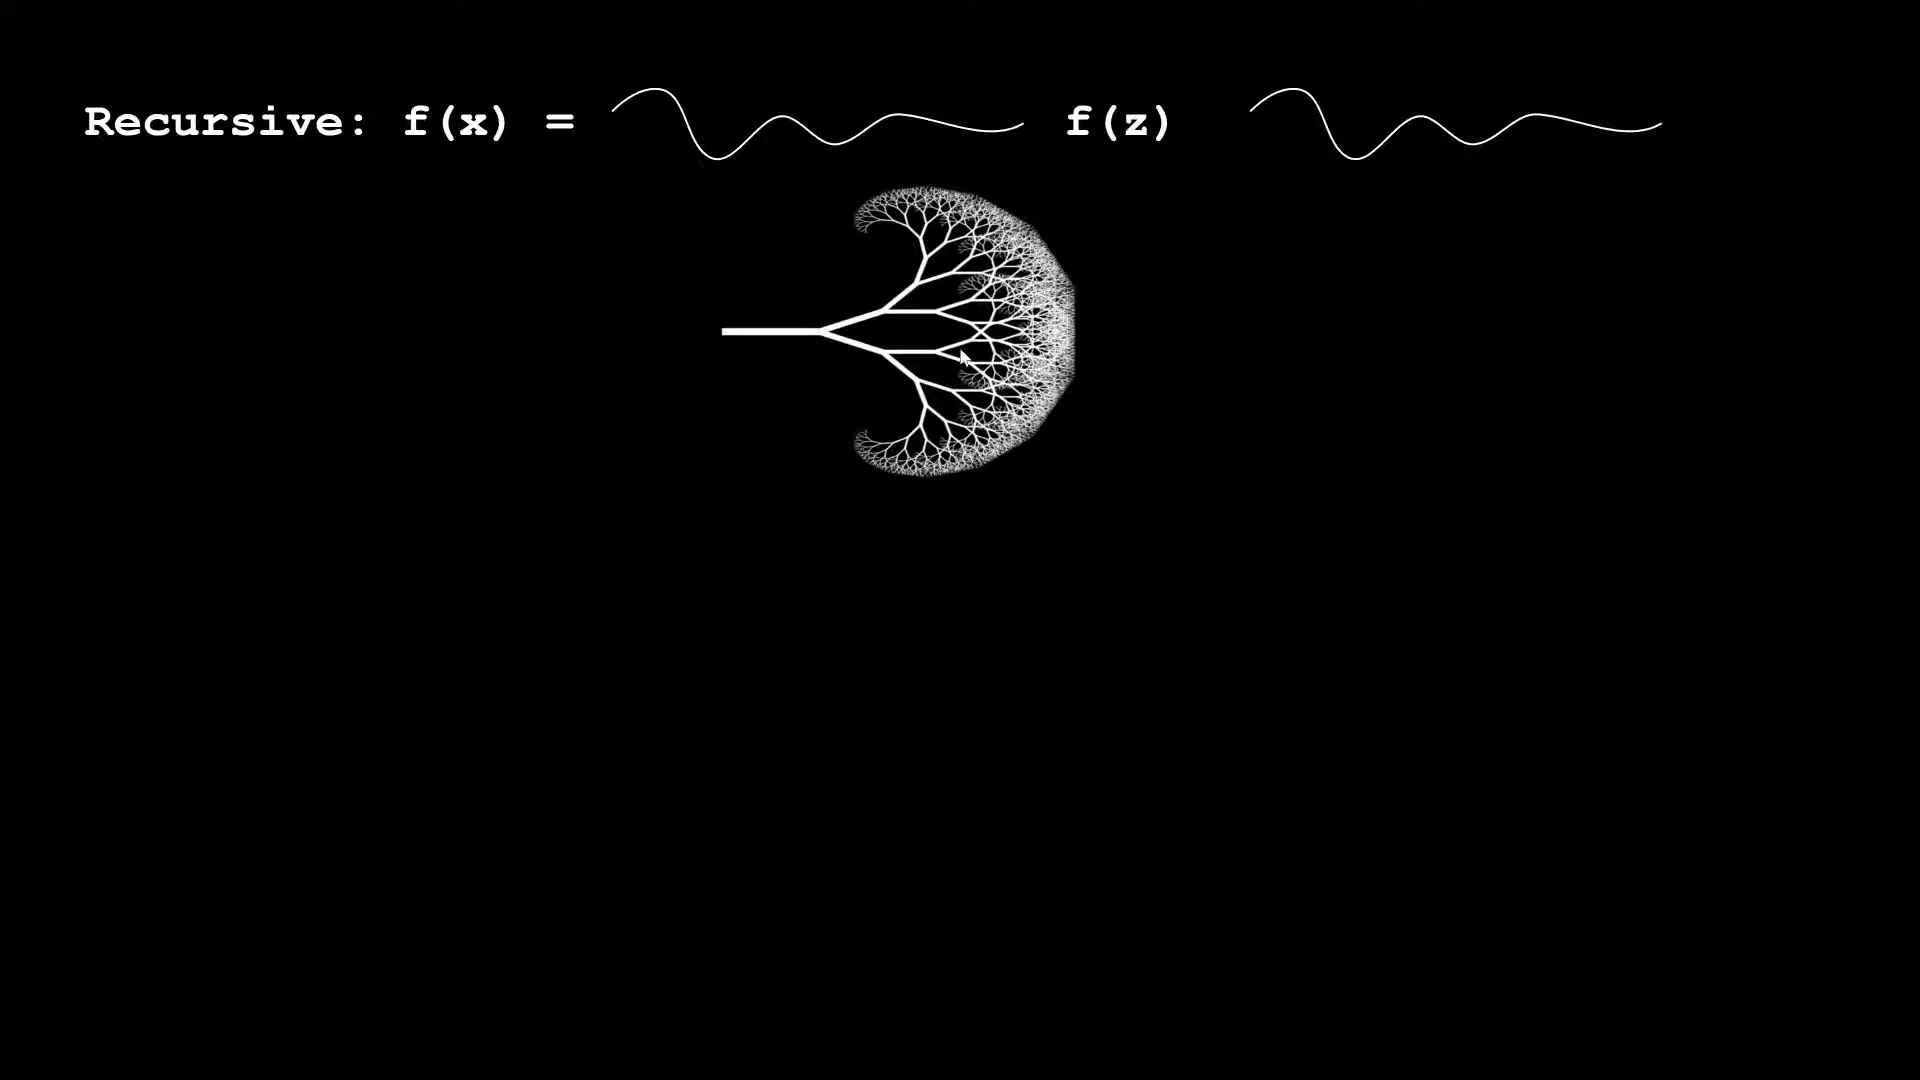 Recursive: f(x) = f(z)